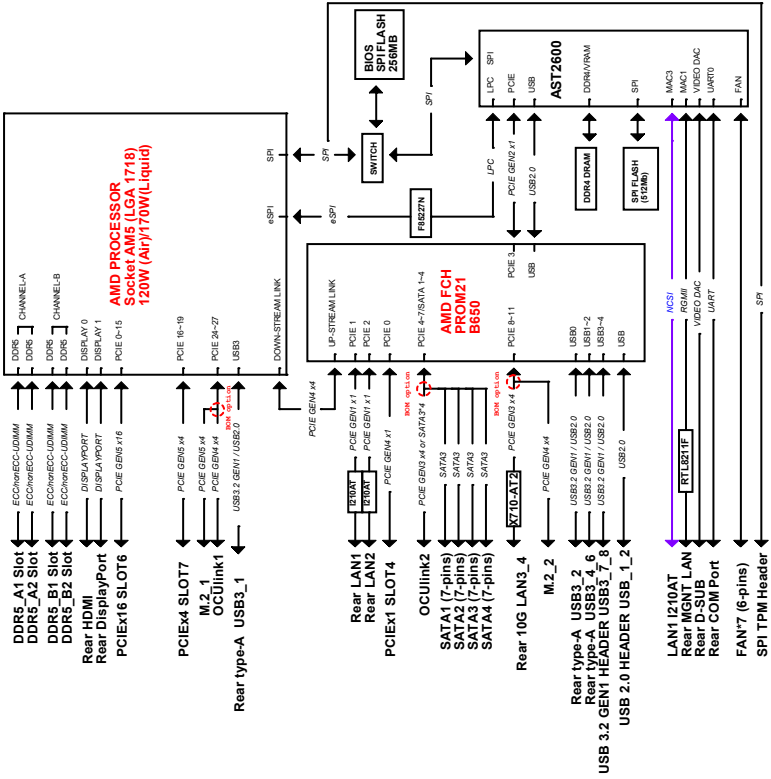 AMD PROCESSOR
Socket AM5 (LGA 1718)
120W (Air)/170W(Liquid)
DDR5
DDR5
CHANNEL-A
DDR5
DDR5
CHANNEL-B
DISPLAY 0
DISPLAY 1
PCIE 0~15
PCIE 16~19
PCIE 24~27
USB3
DOWN-STREAM LINK
SPI
eSPI
ECC/nonECC-UDIMM
ECC/nonECC-UDIMM
ECC/nonECC-UDIMM
ECC/nonECC-UDIMM
DISPLAYPORT
DISPLAYPORT
PCIE GEN5 x16
PCIE GEN5 x4
PCIE GEN5 x4
PCIE GEN4 x4
BOM option
USB3.2 GEN1 / USB2.0
PCIE GEN4 x4
DDR5_A1 Slot
DDR5_A2 Slot
DDR5_B1 Slot
DDR5_B2 Slot
Rear HDMI
Rear DisplayPort
PCIEx16 SLOT6
PCIEx4 SLOT7
M.2_1
OCUlink1
Rear type-A USB3_1
BIOS
SPI FLASH
256MB
SWITCH
SPI
SPI
eSPI
F85227N
LPC
AMD FCH
PROM21
B650
UP-STREAM LINK
PCIE 1
PCIE 2
PCIE 0
PCIE 4~7/SATA 1~4
PCIE 8~11
USB0
USB1~2
USB3~4
USB
PCIE 3
USB
PCIE GEN2 x1
USB2.0
PCIE GEN1 x1
PCIE GEN1 x1
I210AT
I210AT
PCIE GEN4 x1
PCIE GEN3 x4 or SATA3*4
BOM option
SATA3
SATA3
SATA3
SATA3
BOM option
PCIE GEN3 x4
X710-AT2
PCIE GEN4 x4
USB3.2 GEN1 / USB2.0
USB3.2 GEN1 / USB2.0
USB3.2 GEN1 / USB2.0
USB2.0
Rear LAN1
Rear LAN2
PCIEx1 SLOT4
OCUlink2
SATA1 (7-pins)
SATA2 (7-pins)
SATA3 (7-pins)
SATA4 (7-pins)
Rear 10G LAN3_4
M.2_2
Rear type-A USB3_2
Rear type-A USB3_4_6
USB 3.2 GEN1 HEADER USB3_7_8
USB 2.0 HEADER USB_1_2
AST2600
LPC
SPI
PCIE
USB
DDR4/VRAM
SPI
MAC3
MAC1
VIDEO DAC
UART0
FAN
DDR4 DRAM
SPI FLASH
(512Mb)
NCSI
RGMII
RTL8211F
VIDEO DAC
UART
SPI
LAN1 I210AT
Rear MGNT LAN
Rear D-SUB
Rear COM Port
FAN*7 (6-pins)
SPI TPM Header